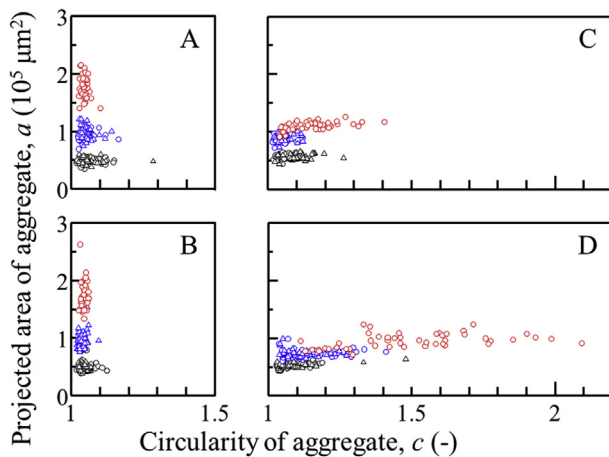 Projected area of aggregate, a (10⁵ μm²)
3
2
1
0
A
C
3
2
1
0
B
D
1
1.5
1
1.5
2
Circularity of aggregate, c (-)